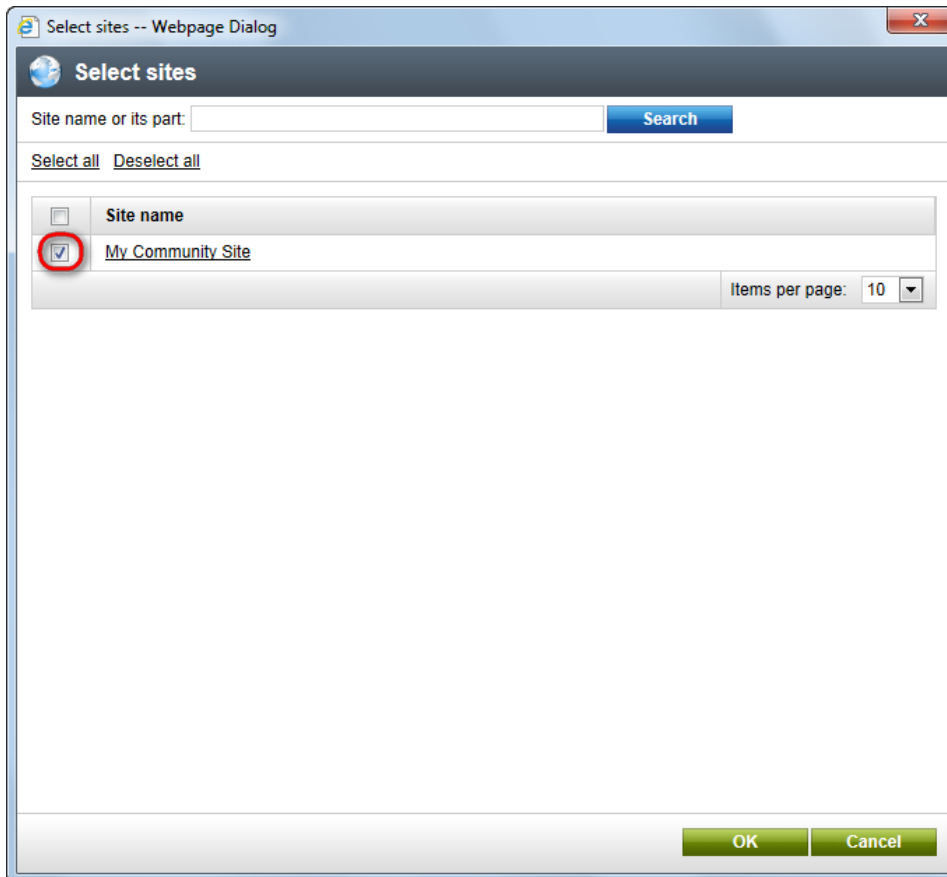 Select sites -- Webpage Dialog
Select sites
Site name or its part: Search
Select all Deselect all
Site name
My Community Site
Items per page: 10
OK Cancel